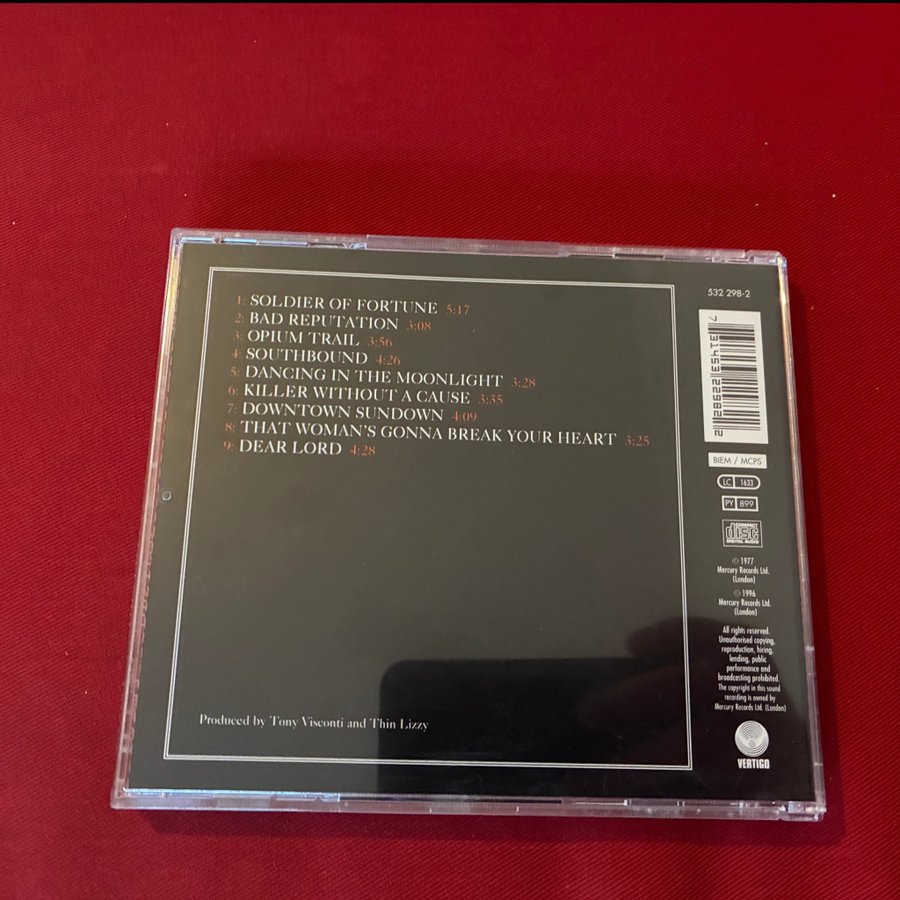 1: SOLDIER OF FORTUNE 5:17
2: BAD REPUTATION 3:08
3: OPIUM TRAIL 3:56
4: SOUTHBOUND 4:26
5: DANCING IN THE MOONLIGHT 3:28
6: KILLER WITHOUT A CAUSE 3:35
7: DOWNTOWN SUNDOWN 4:09
8: THAT WOMAN'S GONNA BREAK YOUR HEART 3:25
9: DEAR LORD 4:28
Produced by Tony Visconti and Thin Lizzy
532 298-2
7 31453 22982 2
BIEM / MCPS
LC 1633
PY 899
COMPACT
disc
DIGITAL AUDIO
℗ 1977
Mercury Records Ltd.
(London)
© 1996
Mercury Records Ltd.
(London)
All rights reserved.
Unauthorised copying,
reproduction, hiring,
lending, public
performance and
broadcasting prohibited.
The copyright in this sound
recording is owned by
Mercury Records Ltd. (London)
VERTIGO